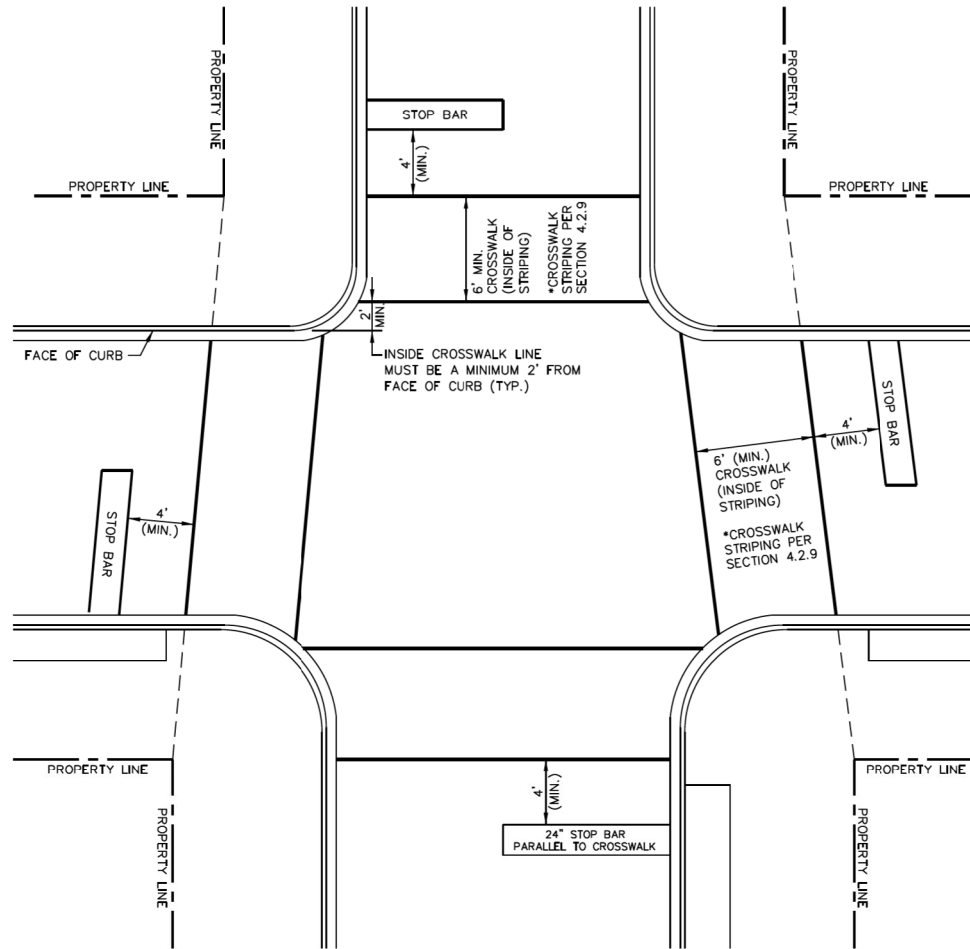 PROPERTY LINE
PROPERTY LINE
STOP BAR
4'
(MIN.)
PROPERTY LINE
PROPERTY LINE
6' MIN.
CROSSWALK
(INSIDE OF
STRIPING)
*CROSSWALK
STRIPING PER
SECTION 4.2.9
2'
MIN.
FACE OF CURB
INSIDE CROSSWALK LINE
MUST BE A MINIMUM 2' FROM
FACE OF CURB (TYP.)
STOP BAR
4'
(MIN.)
6' (MIN.)
CROSSWALK
(INSIDE OF
STRIPING)
*CROSSWALK
STRIPING PER
SECTION 4.2.9
STOP BAR
4'
(MIN.)
PROPERTY LINE
PROPERTY LINE
4'
(MIN.)
PROPERTY LINE
PROPERTY LINE
24" STOP BAR
PARALLEL TO CROSSWALK